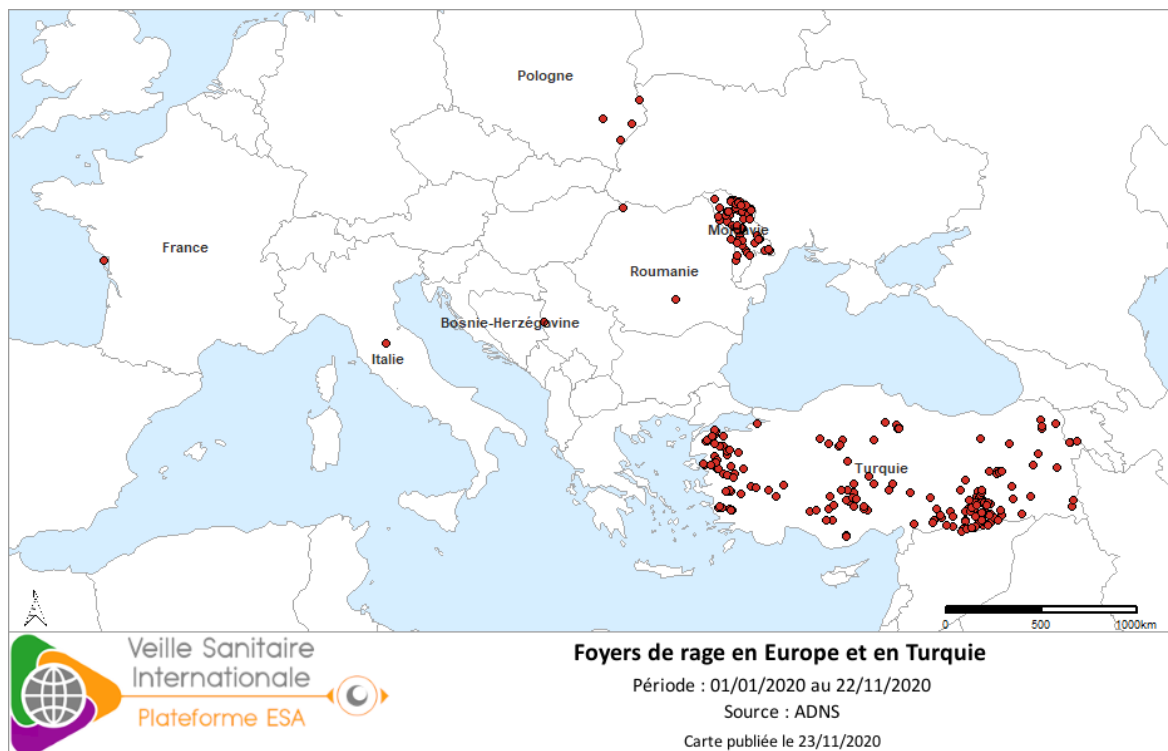 Pologne
France
Moldavie
Roumanie
Bosnie-Herzégovine
Italie
Turquie
0 500 1000km
Veille Sanitaire
Internationale
Plateforme ESA
Foyers de rage en Europe et en Turquie
Période : 01/01/2020 au 22/11/2020
Source : ADNS
Carte publiée le 23/11/2020